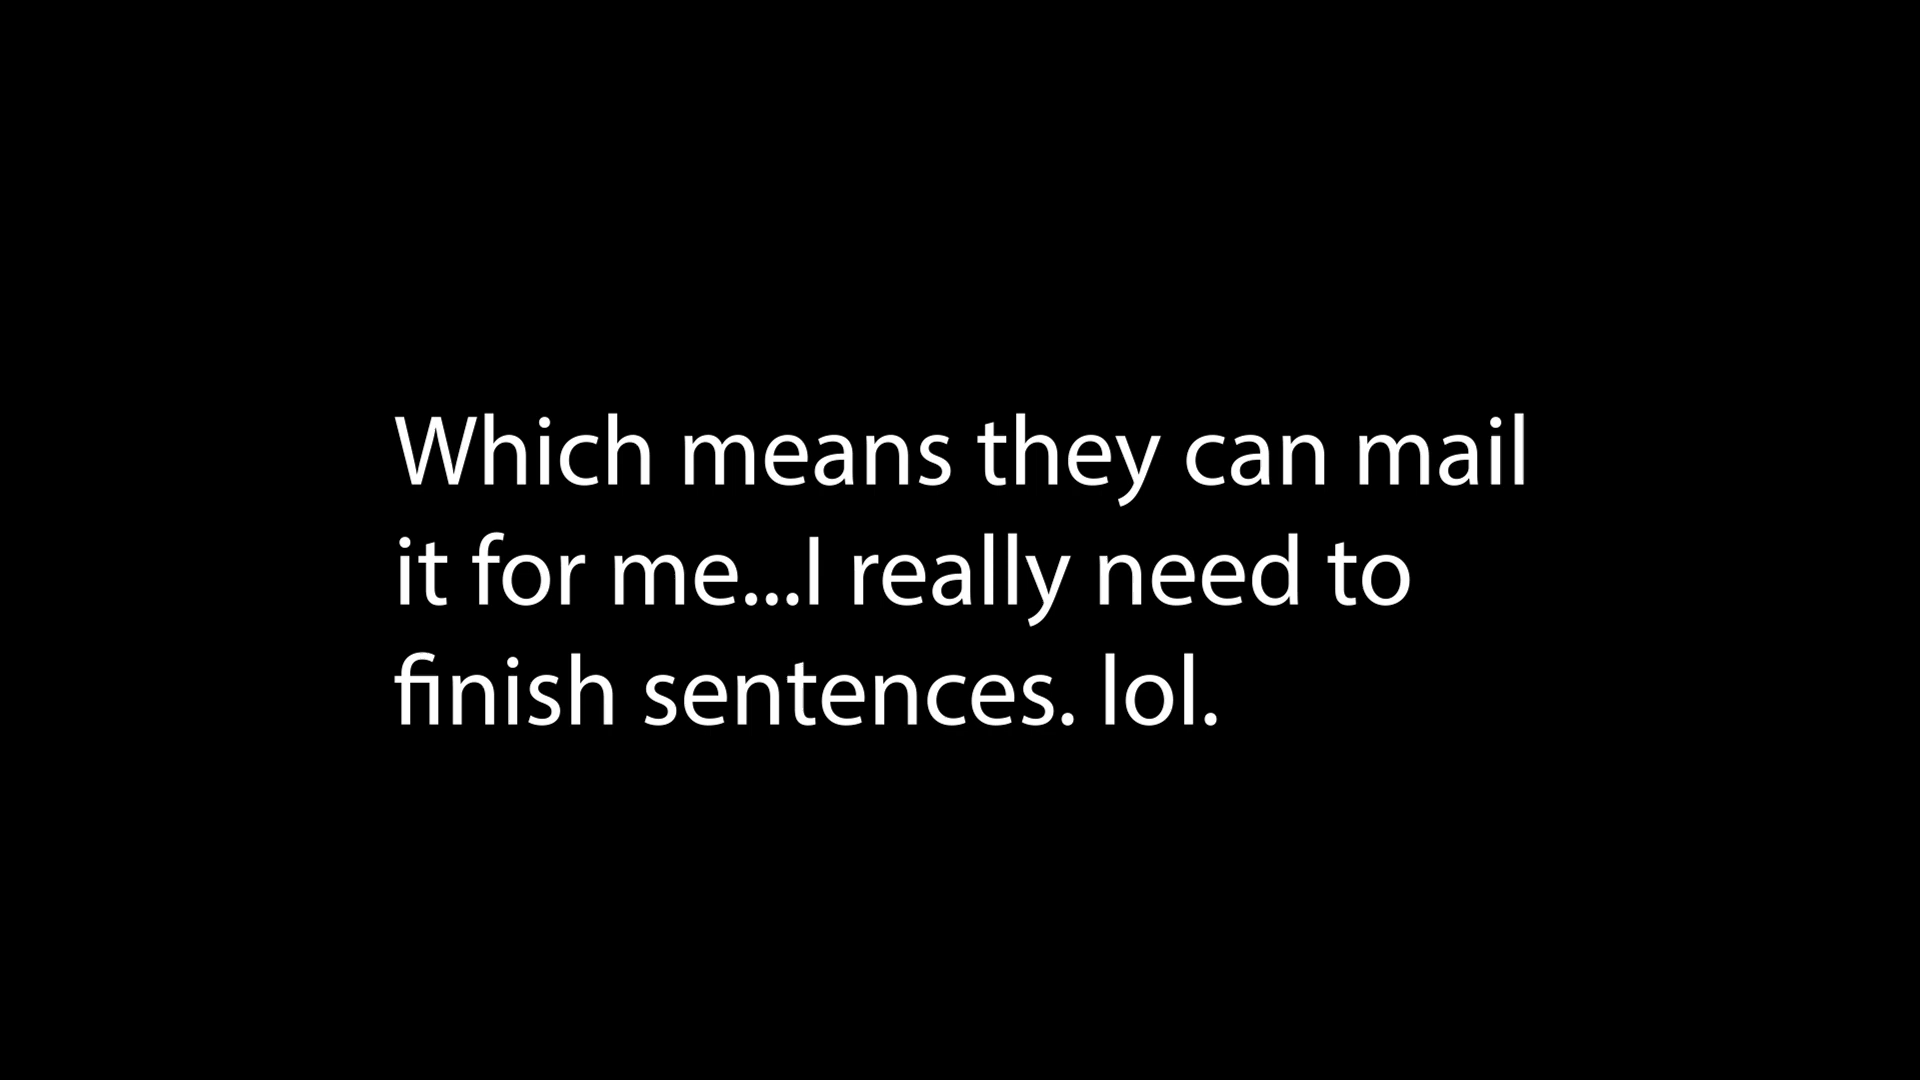 Which means they can mail
it for me...I really need to
finish sentences. lol.